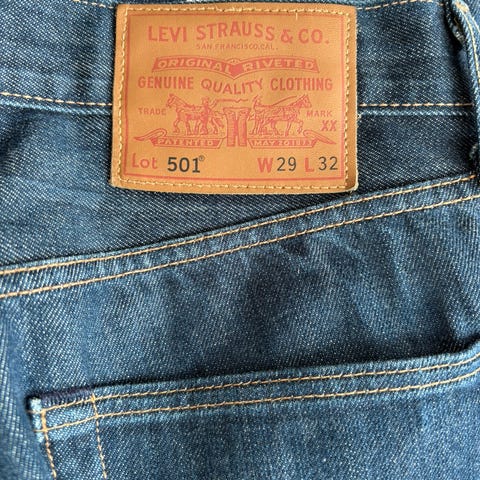 LEVI STRAUSS & CO.
SAN FRANCISCO, CAL.
ORIGINAL RIVETED
GENUINE QUALITY CLOTHING
TRADE MARK
XX
PATENTED MAY 20 1873
Lot 501® W 29 L 32